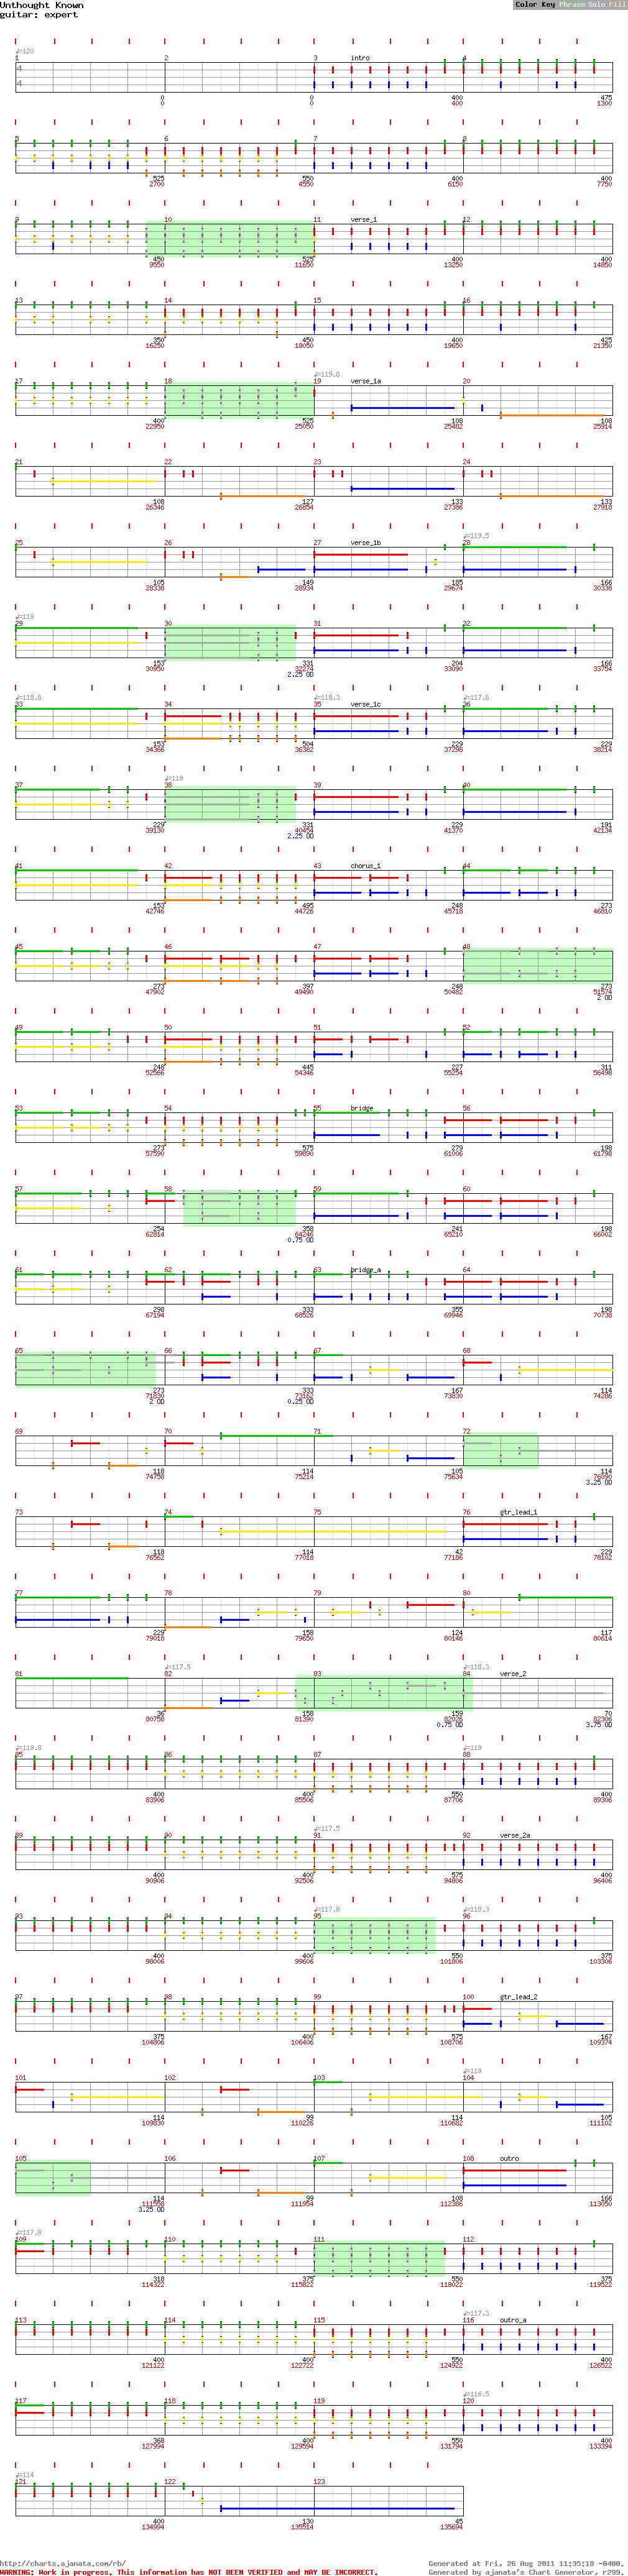 Unthought Known
guitar: expert
Color Key Phrase Solo Fill
♩=120
1 2 3 intro 4
0 0 400 475
0 0 400 1300
5 6 7 8
525 550 400 400
2700 4550 6150 7750
9 10 11 verse_1 12
450 525 400 400
9550 11650 13250 14850
13 14 15 16
350 450 400 425
16250 18050 19650 21350
♩=119.8
17 18 19 verse_1a 20
400 525 108 108
22950 25050 25482 25914
21 22 23 24
108 127 133 133
26346 26854 27386 27918
♩=119.5
25 26 27 verse_1b 28
105 149 185 166
28338 28934 29674 30338
♩=119
29 30 31 32
153 331 204 166
30950 32274 33090 33754
2.25 OD
♩=118.8 ♩=118.3 ♩=117.8
33 34 35 verse_1c 36
153 504 229 229
34366 36382 37298 38214
♩=118
37 38 39 40
229 331 229 191
39130 40454 41370 42134
2.25 OD
41 42 43 chorus_1 44
153 495 248 273
42746 44726 45718 46810
45 46 47 48
273 397 248 273
47902 49490 50482 51574
2 OD
49 50 51 52
248 445 227 311
52566 54346 55254 56498
53 54 55 bridge 56
273 575 279 198
57590 59890 61006 61798
57 58 59 60
254 358 241 198
62814 64246 65210 66002
0.75 OD
61 62 63 bridge_a 64
298 333 355 198
67194 68526 69946 70738
65 66 67 68
273 333 167 114
71830 73162 73830 74286
2 OD 0.25 OD
69 70 71 72
118 114 105 114
74758 75214 75634 76090
3.25 OD
73 74 75 76 gtr_lead_1
118 114 42 229
76562 77018 77186 78102
77 78 79 80
229 158 124 117
79018 79650 80146 80614
♩=117.5 ♩=118.3
81 82 83 84 verse_2
36 158 159 70
80758 81390 82026 82306
0.75 OD 3.75 OD
♩=118.8 ♩=118
85 86 87 88
400 400 550 400
83906 85506 87706 89306
♩=117.5
89 90 91 92 verse_2a
400 400 575 400
90906 92506 94806 96406
♩=117.8 ♩=118.3
93 94 95 96
400 400 550 375
98006 99606 101806 103306
97 98 99 100 gtr_lead_2
375 400 575 167
104806 106406 108706 109374
♩=118
101 102 103 104
114 99 114 105
109830 110226 110682 111102
105 106 107 108 outro
114 99 108 166
111558 111954 112386 113050
3.25 OD
♩=117.8
109 110 111 112
318 375 550 375
114322 115822 118022 119522
♩=117.3
113 114 115 116 outro_a
400 400 550 400
121122 122722 124922 126522
♩=116.5
117 118 119 120
368 400 550 400
127994 129594 131794 133394
♩=114
121 122 123
400 130 45
134994 135514 135694
http://charts.ajanata.com/rb/ Generated at Fri, 26 Aug 2011 11:35:18 -0400.
WARNING: Work in progress. This information has NOT BEEN VERIFIED and MAY BE INCORRECT. Generated by ajanata's Chart Generator, r299.